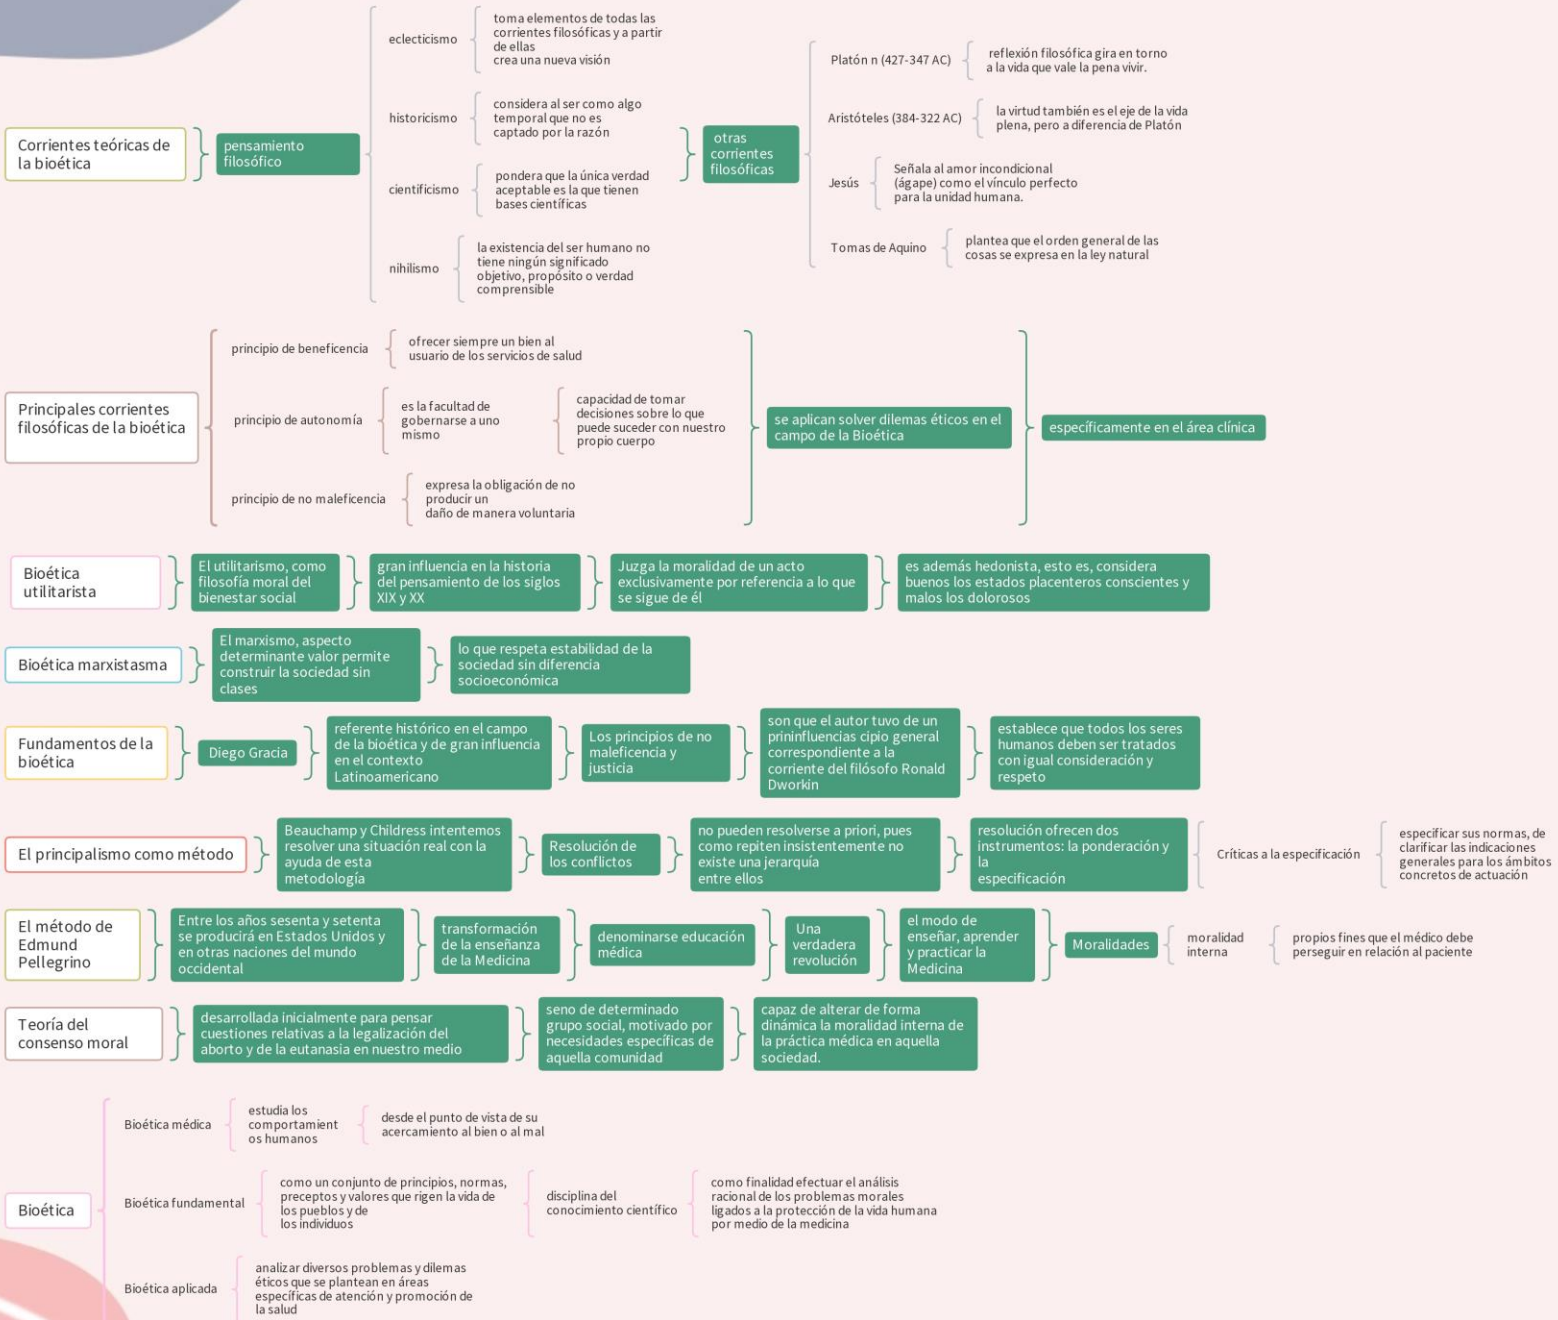 Corrientes teóricas de
la bioética
pensamiento
filosófico
eclecticismo
toma elementos de todas las
corrientes filosóficas y a partir
de ellas
crea una nueva visión
historicismo
considera al ser como algo
temporal que no es
captado por la razón
cientificismo
pondera que la única verdad
aceptable es la que tienen
bases científicas
nihilismo
la existencia del ser humano no
tiene ningún significado
objetivo, propósito o verdad
comprensible
otras
corrientes
filosóficas
Platón n (427-347 AC)
reflexión filosófica gira en torno
a la vida que vale la pena vivir.
Aristóteles (384-322 AC)
la virtud también es el eje de la vida
plena, pero a diferencia de Platón
Jesús
Señala al amor incondicional
(ágape) como el vínculo perfecto
para la unidad humana.
Tomas de Aquino
plantea que el orden general de las
cosas se expresa en la ley natural
Principales corrientes
filosóficas de la bioética
principio de beneficencia
ofrecer siempre un bien al
usuario de los servicios de salud
principio de autonomía
es la facultad de
gobernarse a uno
mismo
capacidad de tomar
decisiones sobre lo que
puede suceder con nuestro
propio cuerpo
principio de no maleficencia
expresa la obligación de no
producir un
daño de manera voluntaria
se aplican solver dilemas éticos en el
campo de la Bioética
específicamente en el área clínica
Bioética
utilitarista
El utilitarismo, como
filosofía moral del
bienestar social
gran influencia en la historia
del pensamiento de los siglos
XIX y XX
Juzga la moralidad de un acto
exclusivamente por referencia a lo que
se sigue de él
es además hedonista, esto es, considera
buenos los estados placenteros conscientes y
malos los dolorosos
Bioética marxistasma
El marxismo, aspecto
determinante valor permite
construir la sociedad sin
clases
lo que respeta estabilidad de la
sociedad sin diferencia
socioeconómica
Fundamentos de la
bioética
Diego Gracia
referente histórico en el campo
de la bioética y de gran influencia
en el contexto
Latinoamericano
Los principios de no
maleficencia y
justicia
son que el autor tuvo de un
prininfluencias cipio general
correspondiente a la
corriente del filósofo Ronald
Dworkin
establece que todos los seres
humanos deben ser tratados
con igual consideración y
respeto
El principalismo como método
Beauchamp y Childress intentemos
resolver una situación real con la
ayuda de esta
metodología
Resolución de
los conflictos
no pueden resolverse a priori, pues
como repiten insistentemente no
existe una jerarquía
entre ellos
resolución ofrecen dos
instrumentos: la ponderación y
la
especificación
Críticas a la especificación
especificar sus normas, de
clarificar las indicaciones
generales para los ámbitos
concretos de actuación
El método de
Edmund
Pellegrino
Entre los años sesenta y setenta
se producirá en Estados Unidos y
en otras naciones del mundo
occidental
transformación
de la enseñanza
de la Medicina
denominarse educación
médica
Una
verdadera
revolución
el modo de
enseñar, aprender
y practicar la
Medicina
Moralidades
moralidad
interna
propios fines que el médico debe
perseguir en relación al paciente
Teoría del
consenso moral
desarrollada inicialmente para pensar
cuestiones relativas a la legalización del
aborto y de la eutanasia en nuestro medio
seno de determinado
grupo social, motivado por
necesidades específicas de
aquella comunidad
capaz de alterar de forma
dinámica la moralidad interna de
la práctica médica en aquella
sociedad.
Bioética
Bioética médica
estudia los
comportamient
os humanos
desde el punto de vista de su
acercamiento al bien o al mal
Bioética fundamental
como un conjunto de principios, normas,
preceptos y valores que rigen la vida de
los pueblos y de
los individuos
disciplina del
conocimiento científico
como finalidad efectuar el análisis
racional de los problemas morales
ligados a la protección de la vida humana
por medio de la medicina
Bioética aplicada
analizar diversos problemas y dilemas
éticos que se plantean en áreas
específicas de atención y promoción de
la salud